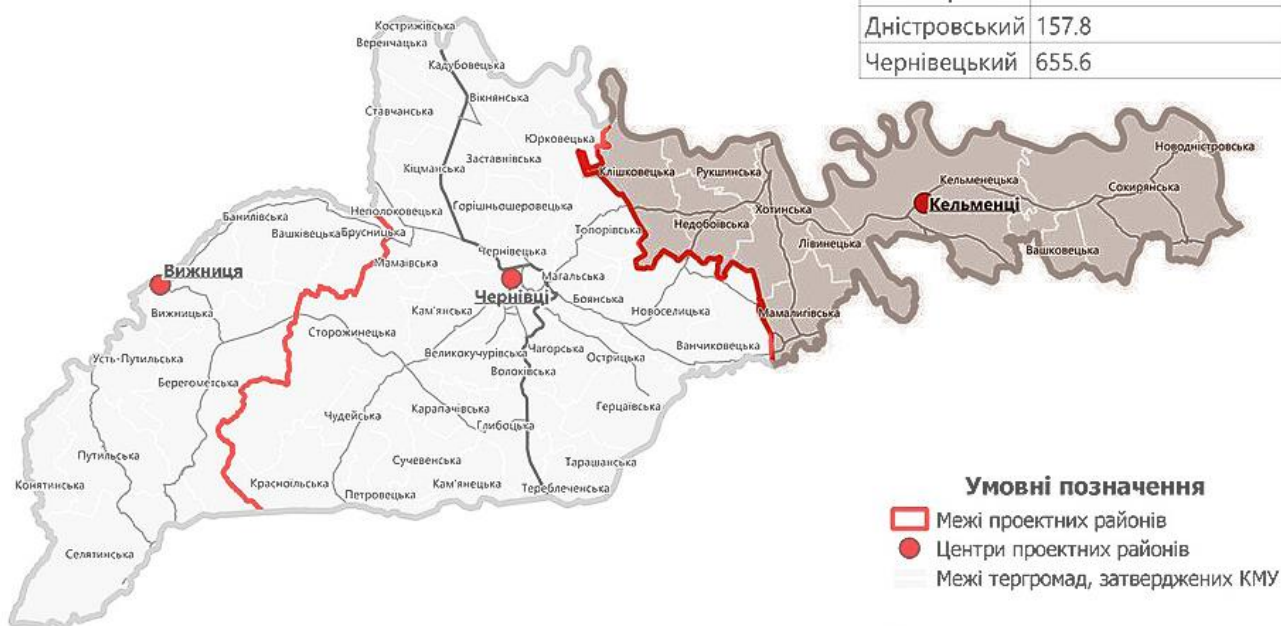 Дністровський 157.8
Чернівецький 655.6
Кострижівська
Веренчацька
Кадубовецька
Вікнянська
Ставчанська
Юрковецька
Заставнівська
Кіцманська
Клішковецька
Рукшинська
Новодністровська
Кельменецька
Сокирянська
Кельменці
Горішньошеровецька
Неполоковецька
Банилівська
Вашківецька
Брусницька
Топорівська
Недобоївська
Хотинська
Лівинецька
Вашковецька
Мамаївська
Чернівецька
Магальська
Вижниця
Чернівці
Боянська
Вижницька
Кам'янська
Новоселицька
Мамалигівська
Сторожинецька
Ванчиковецька
Усть-Путильська
Великокучурівська
Чагорська
Острицька
Берегометська
Волоківська
Чудейська
Карапачівська
Герцаївська
Глибоцька
Путильська
Сучевенська
Тарашанська
Конятинська
Красноїльська
Петровецька
Кам'янецька
Тереблеченська
Селятинська
Умовні позначення
Межі проектних районів
Центри проектних районів
Межі тергромад, затверджених КМУ